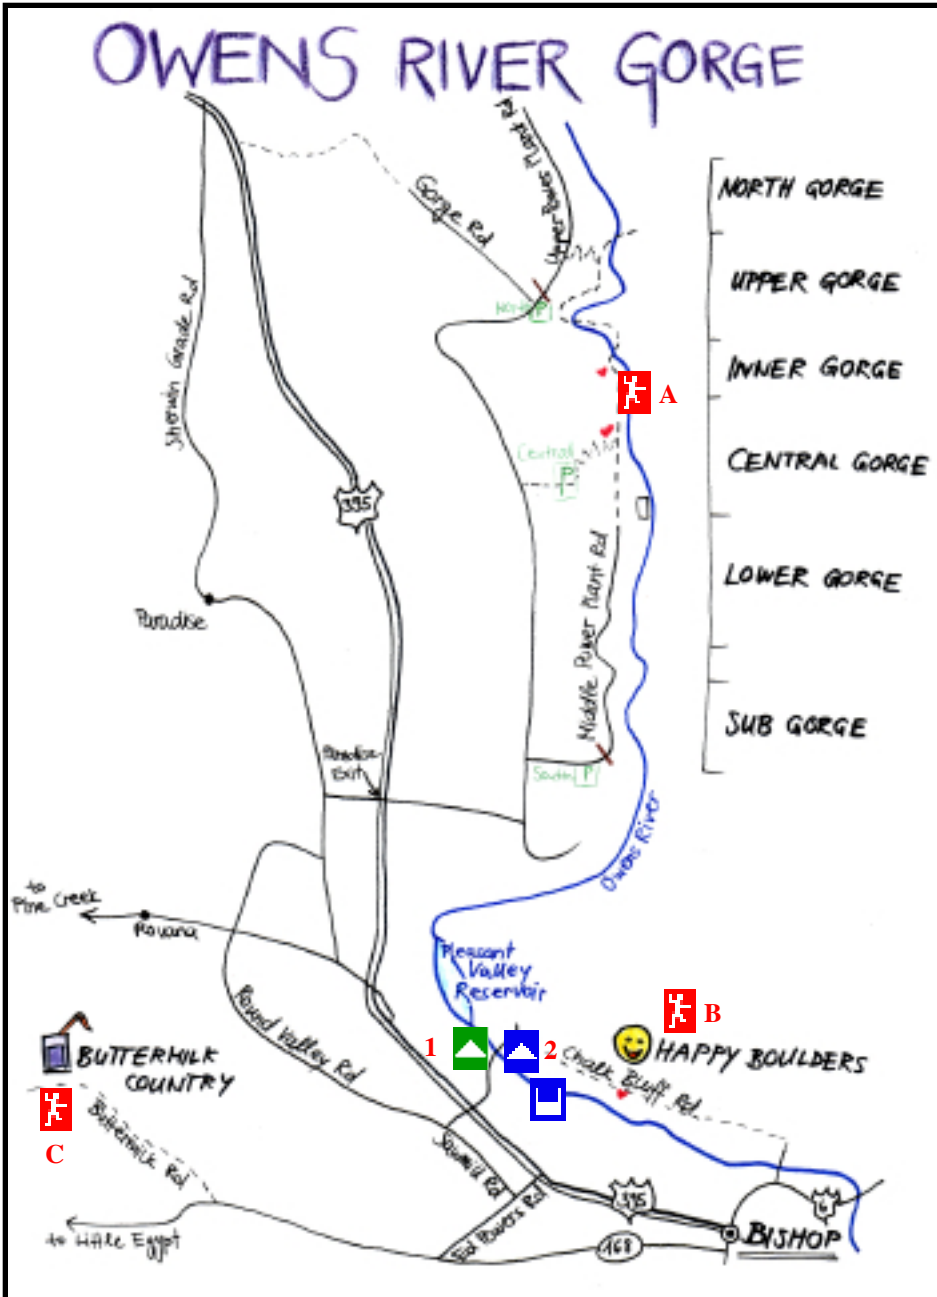 OWENS RIVER GORGE
Upper Power Plant Rd
NORTH GORGE
Gorge Rd
UPPER GORGE
North P
Sherwin Grade Rd
INNER GORGE
A
Central
P
CENTRAL GORGE
395
Middle Power Plant Rd
LOWER GORGE
Paradise
SUB GORGE
Paradise
Exit
South P
Owens River
to
Pine Creek
Rovana
Pleasant
Valley
Reservoir
Round Valley Rd
B
1
2
HAPPY BOULDERS
BUTTERMILK
COUNTRY
Chalk Bluff Rd
C
Buttermilk Rd
Sawmill Rd
Ed Powers Rd
395
6
to Little Egypt
168
BISHOP